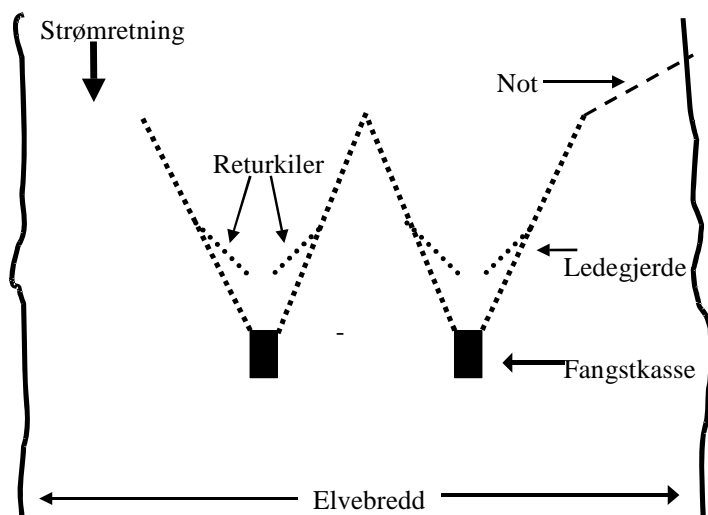 Strømretning
Not
Returkiler
Ledegjerde
Fangstkasse
Elvebredd